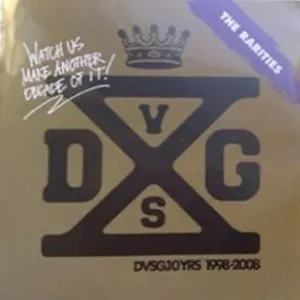 THE RARITIES
WATCH US
MAKE ANOTHER
DECADE OF IT!
V
D X G
S
DVSG10YRS 1998-2008